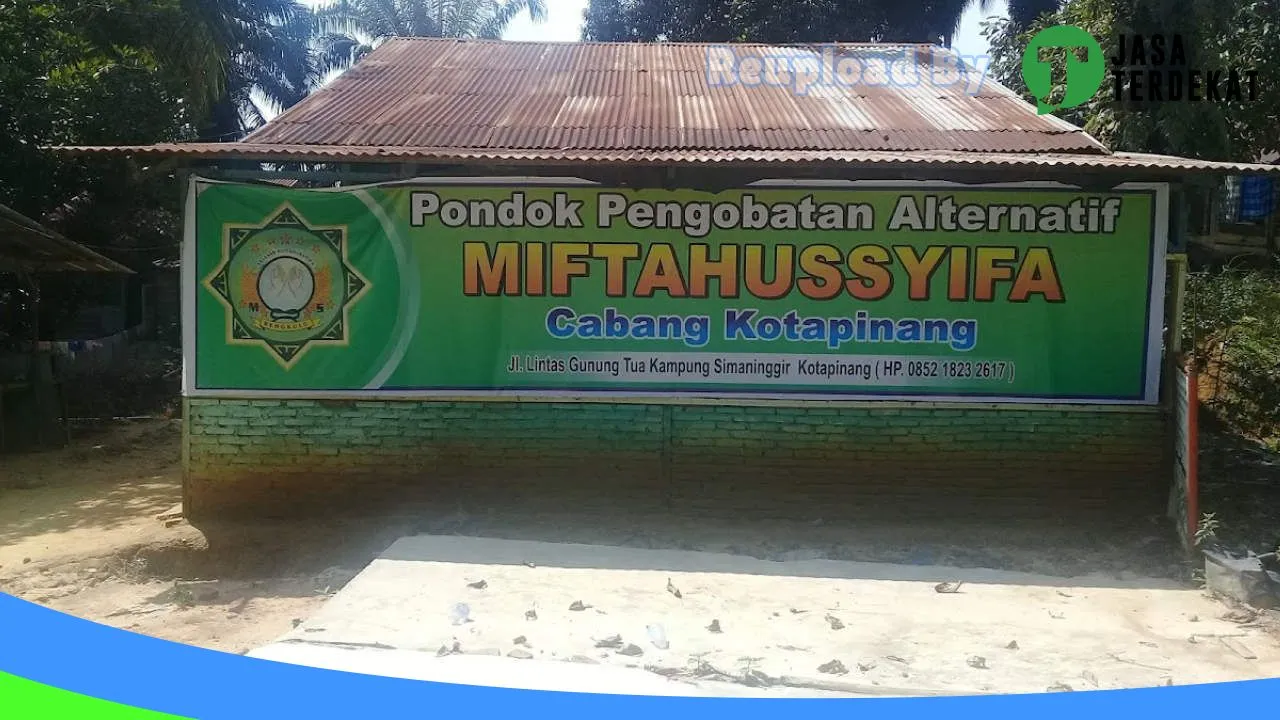 Reupload By
JASA
TERDEKAT
Pondok Pengobatan Alternatif
MIFTAHUSSYIFA
Cabang Kotapinang
Jl. Lintas Gunung Tua Kampung Simaninggir Kotapinang ( HP. 0852 1823 2617 )
M S
BENGKOLO